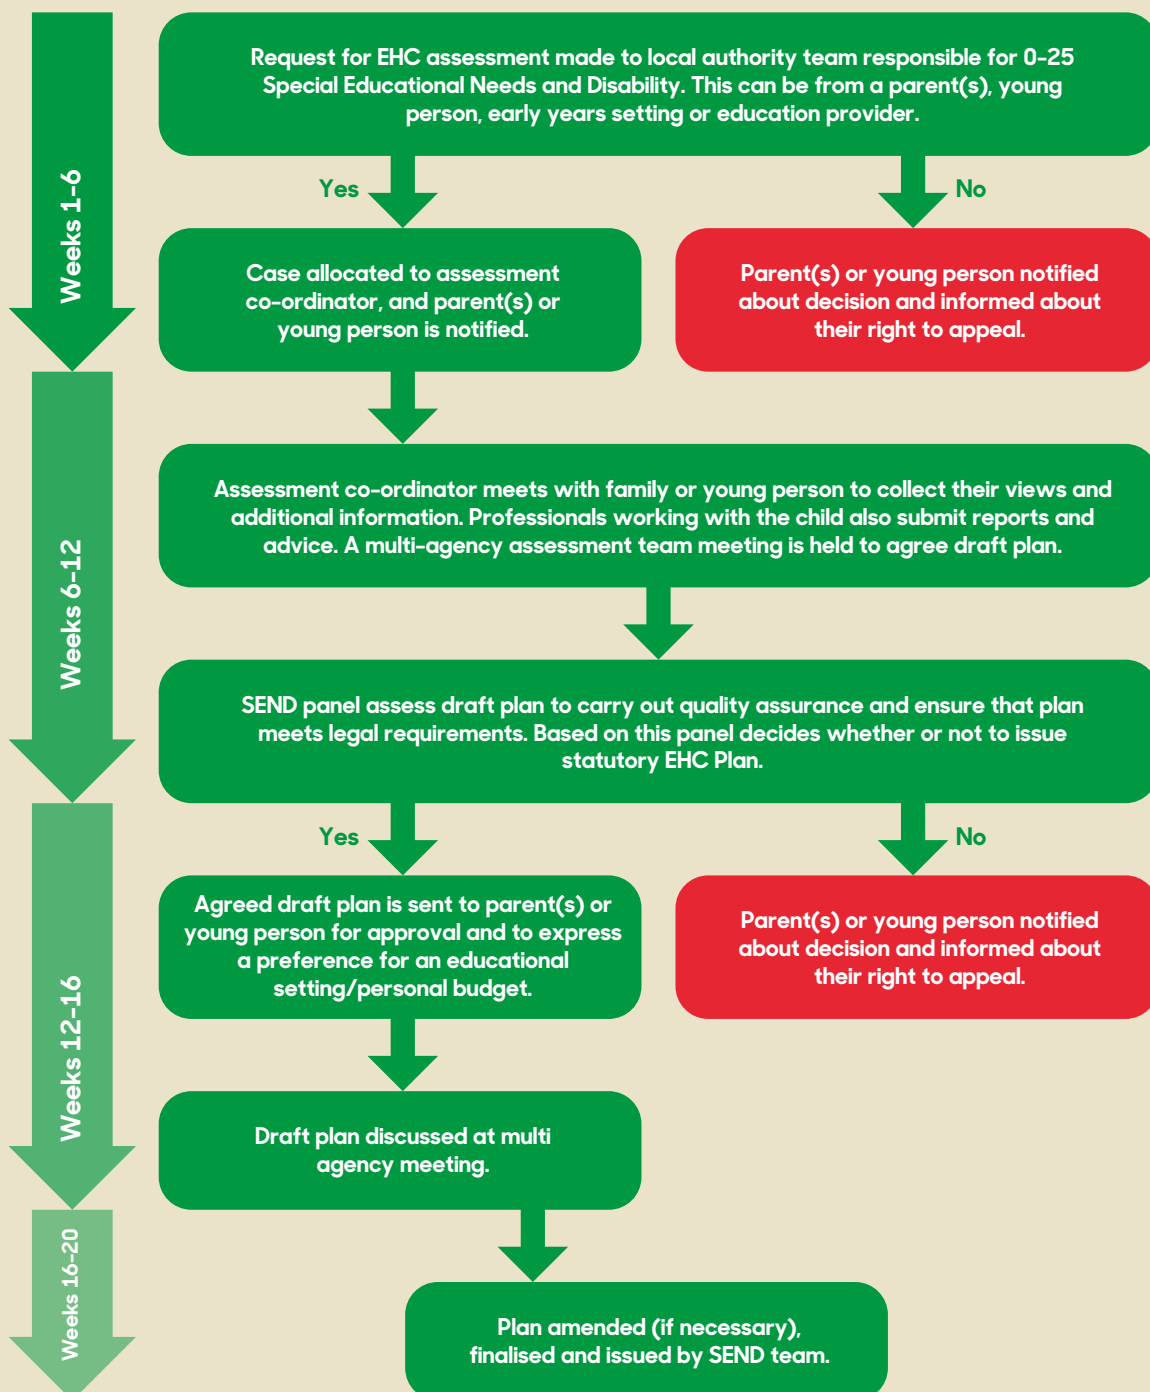 Request for EHC assessment made to local authority team responsible for 0-25
Special Educational Needs and Disability. This can be from a parent(s), young
person, early years setting or education provider.
Weeks 1-6
Yes
No
Case allocated to assessment
co-ordinator, and parent(s) or
young person is notified.
Parent(s) or young person notified
about decision and informed about
their right to appeal.
Weeks 6-12
Assessment co-ordinator meets with family or young person to collect their views and
additional information. Professionals working with the child also submit reports and
advice. A multi-agency assessment team meeting is held to agree draft plan.
SEND panel assess draft plan to carry out quality assurance and ensure that plan
meets legal requirements. Based on this panel decides whether or not to issue
statutory EHC Plan.
Weeks 12-16
Yes
No
Agreed draft plan is sent to parent(s) or
young person for approval and to express
a preference for an educational
setting/personal budget.
Parent(s) or young person notified
about decision and informed about
their right to appeal.
Draft plan discussed at multi
agency meeting.
Weeks 16-20
Plan amended (if necessary),
finalised and issued by SEND team.